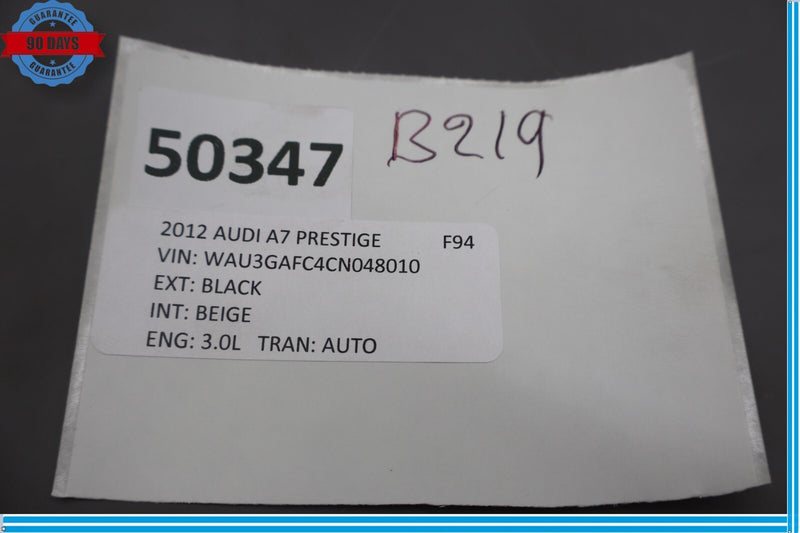 GUARANTEE
90 DAYS
GUARANTEE
50347
B219
2012 AUDI A7 PRESTIGE F94
VIN: WAU3GAFC4CN048010
EXT: BLACK
INT: BEIGE
ENG: 3.0L TRAN: AUTO